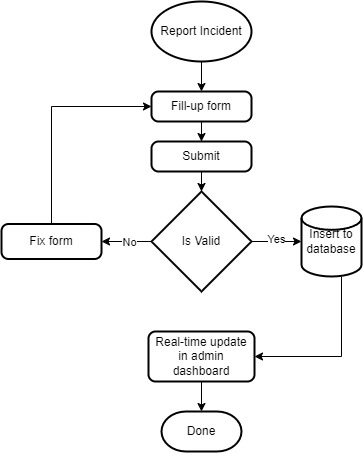 Report Incident
Fill-up form
Submit
Is Valid
No
Yes
Fix form
Insert to
database
Real-time update
in admin
dashboard
Done